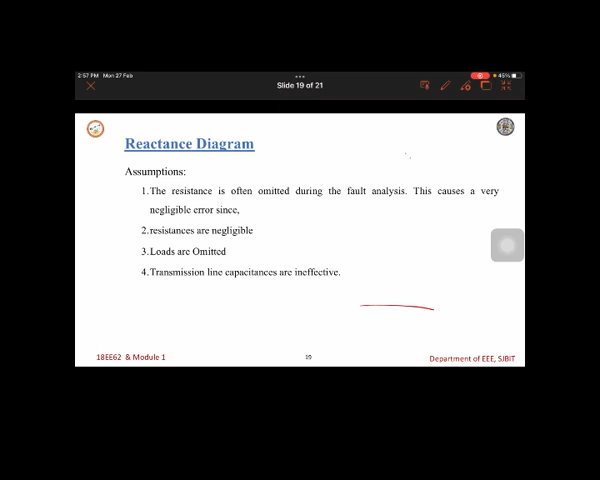 2:57 PM Mon 27 Feb
45%
Slide 19 of 21
Reactance Diagram
Assumptions:
1.The resistance is often omitted during the fault analysis. This causes a very
negligible error since,
2.resistances are negligible
3.Loads are Omitted
4.Transmission line capacitances are ineffective.
18EE62 & Module 1
19
Department of EEE, SJBIT